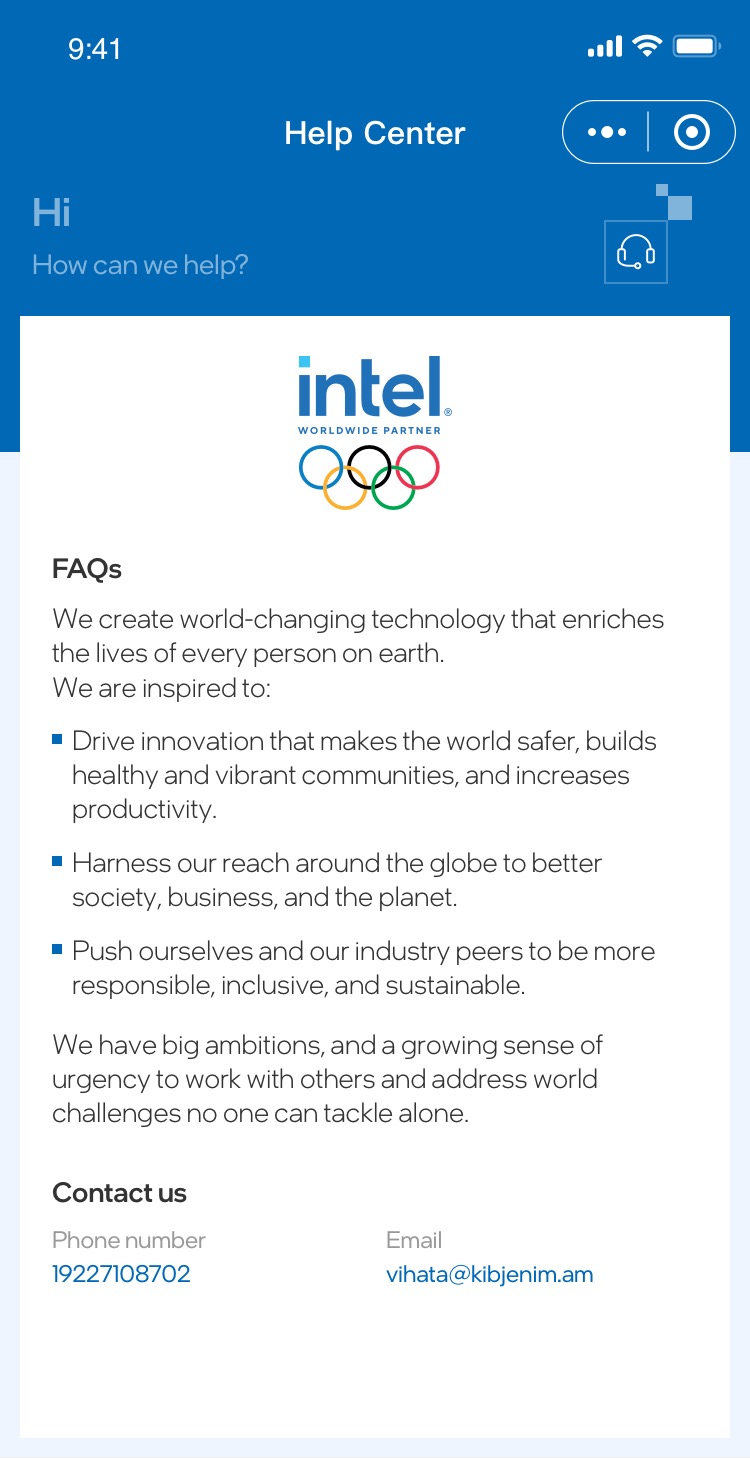 9:41
Help Center
Hi
How can we help?
intel®
WORLDWIDE PARTNER
FAQs
We create world-changing technology that enriches
the lives of every person on earth.
We are inspired to:
Drive innovation that makes the world safer, builds
healthy and vibrant communities, and increases
productivity.
Harness our reach around the globe to better
society, business, and the planet.
Push ourselves and our industry peers to be more
responsible, inclusive, and sustainable.
We have big ambitions, and a growing sense of
urgency to work with others and address world
challenges no one can tackle alone.
Contact us
Phone number Email
19227108702 vihata@kibjenim.am